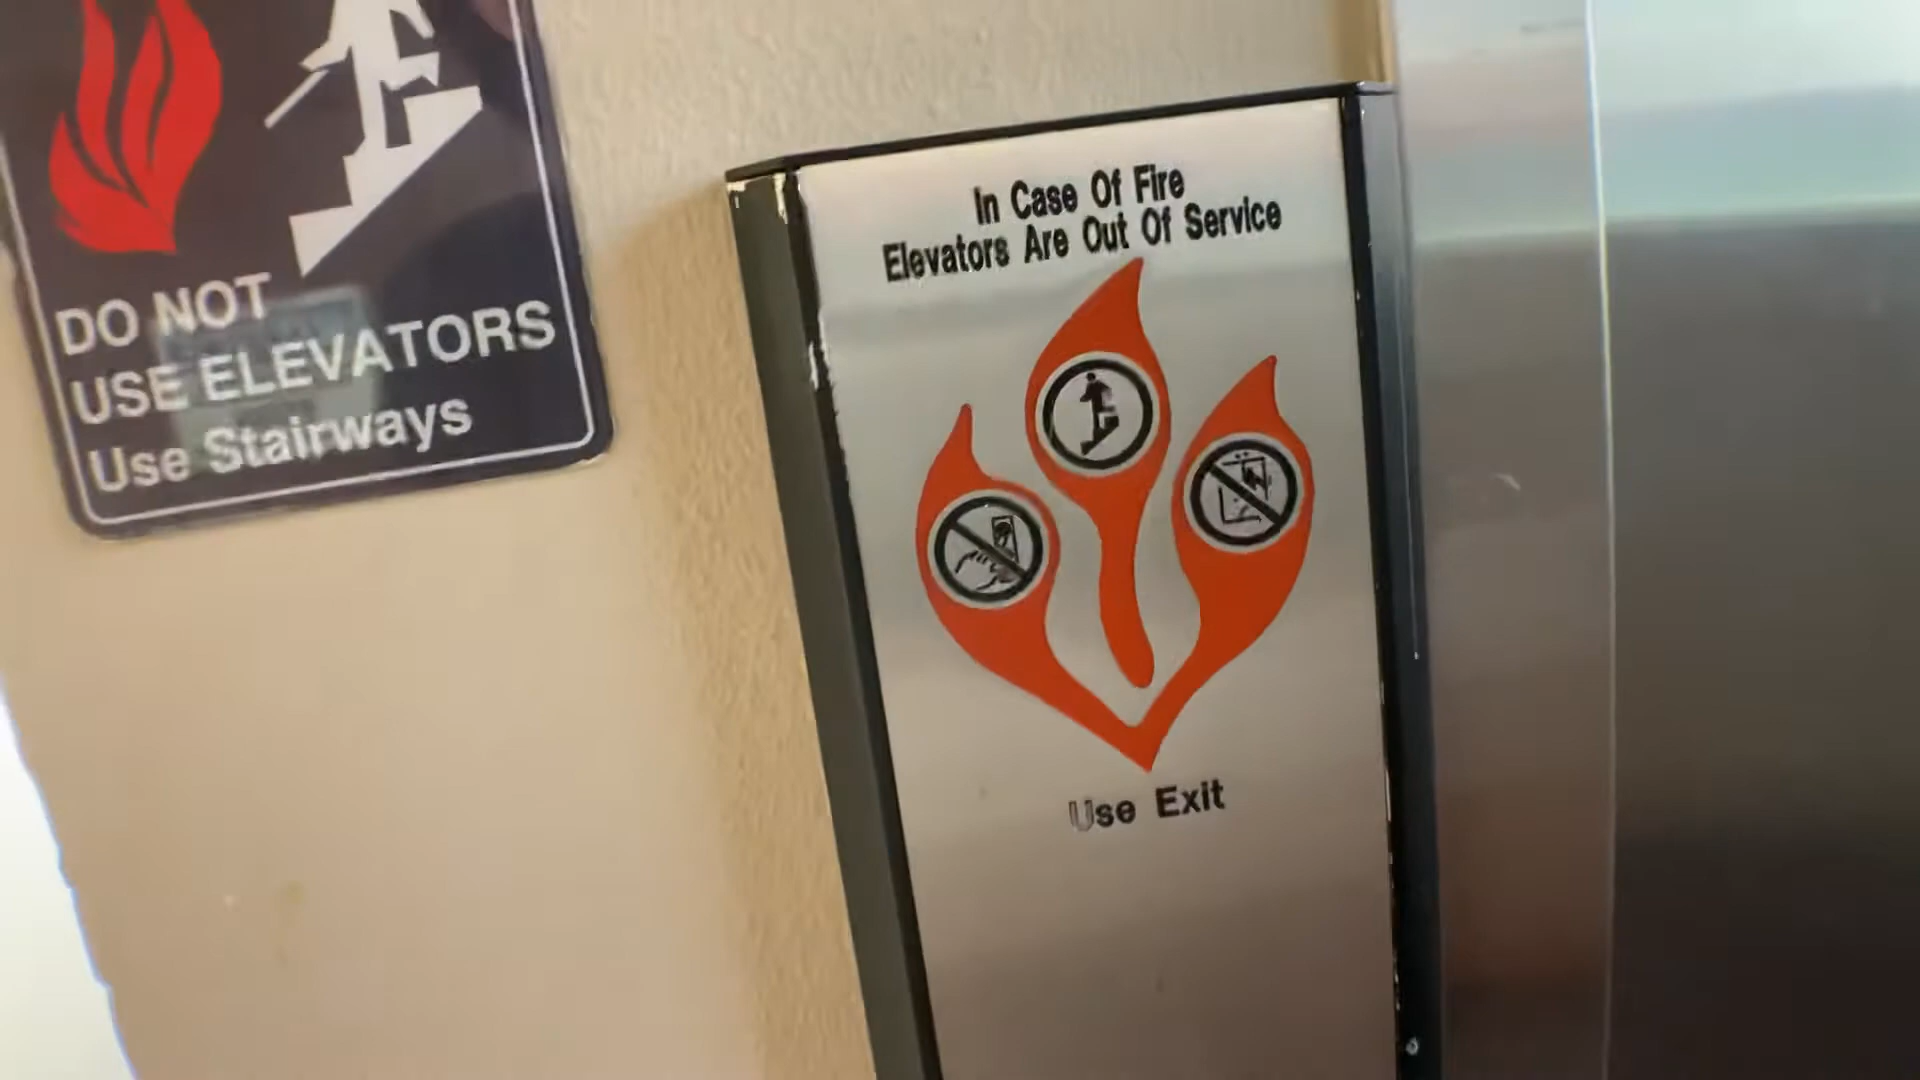 DO NOT
USE ELEVATORS
Use Stairways
In Case Of Fire
Elevators Are Out Of Service
Use Exit